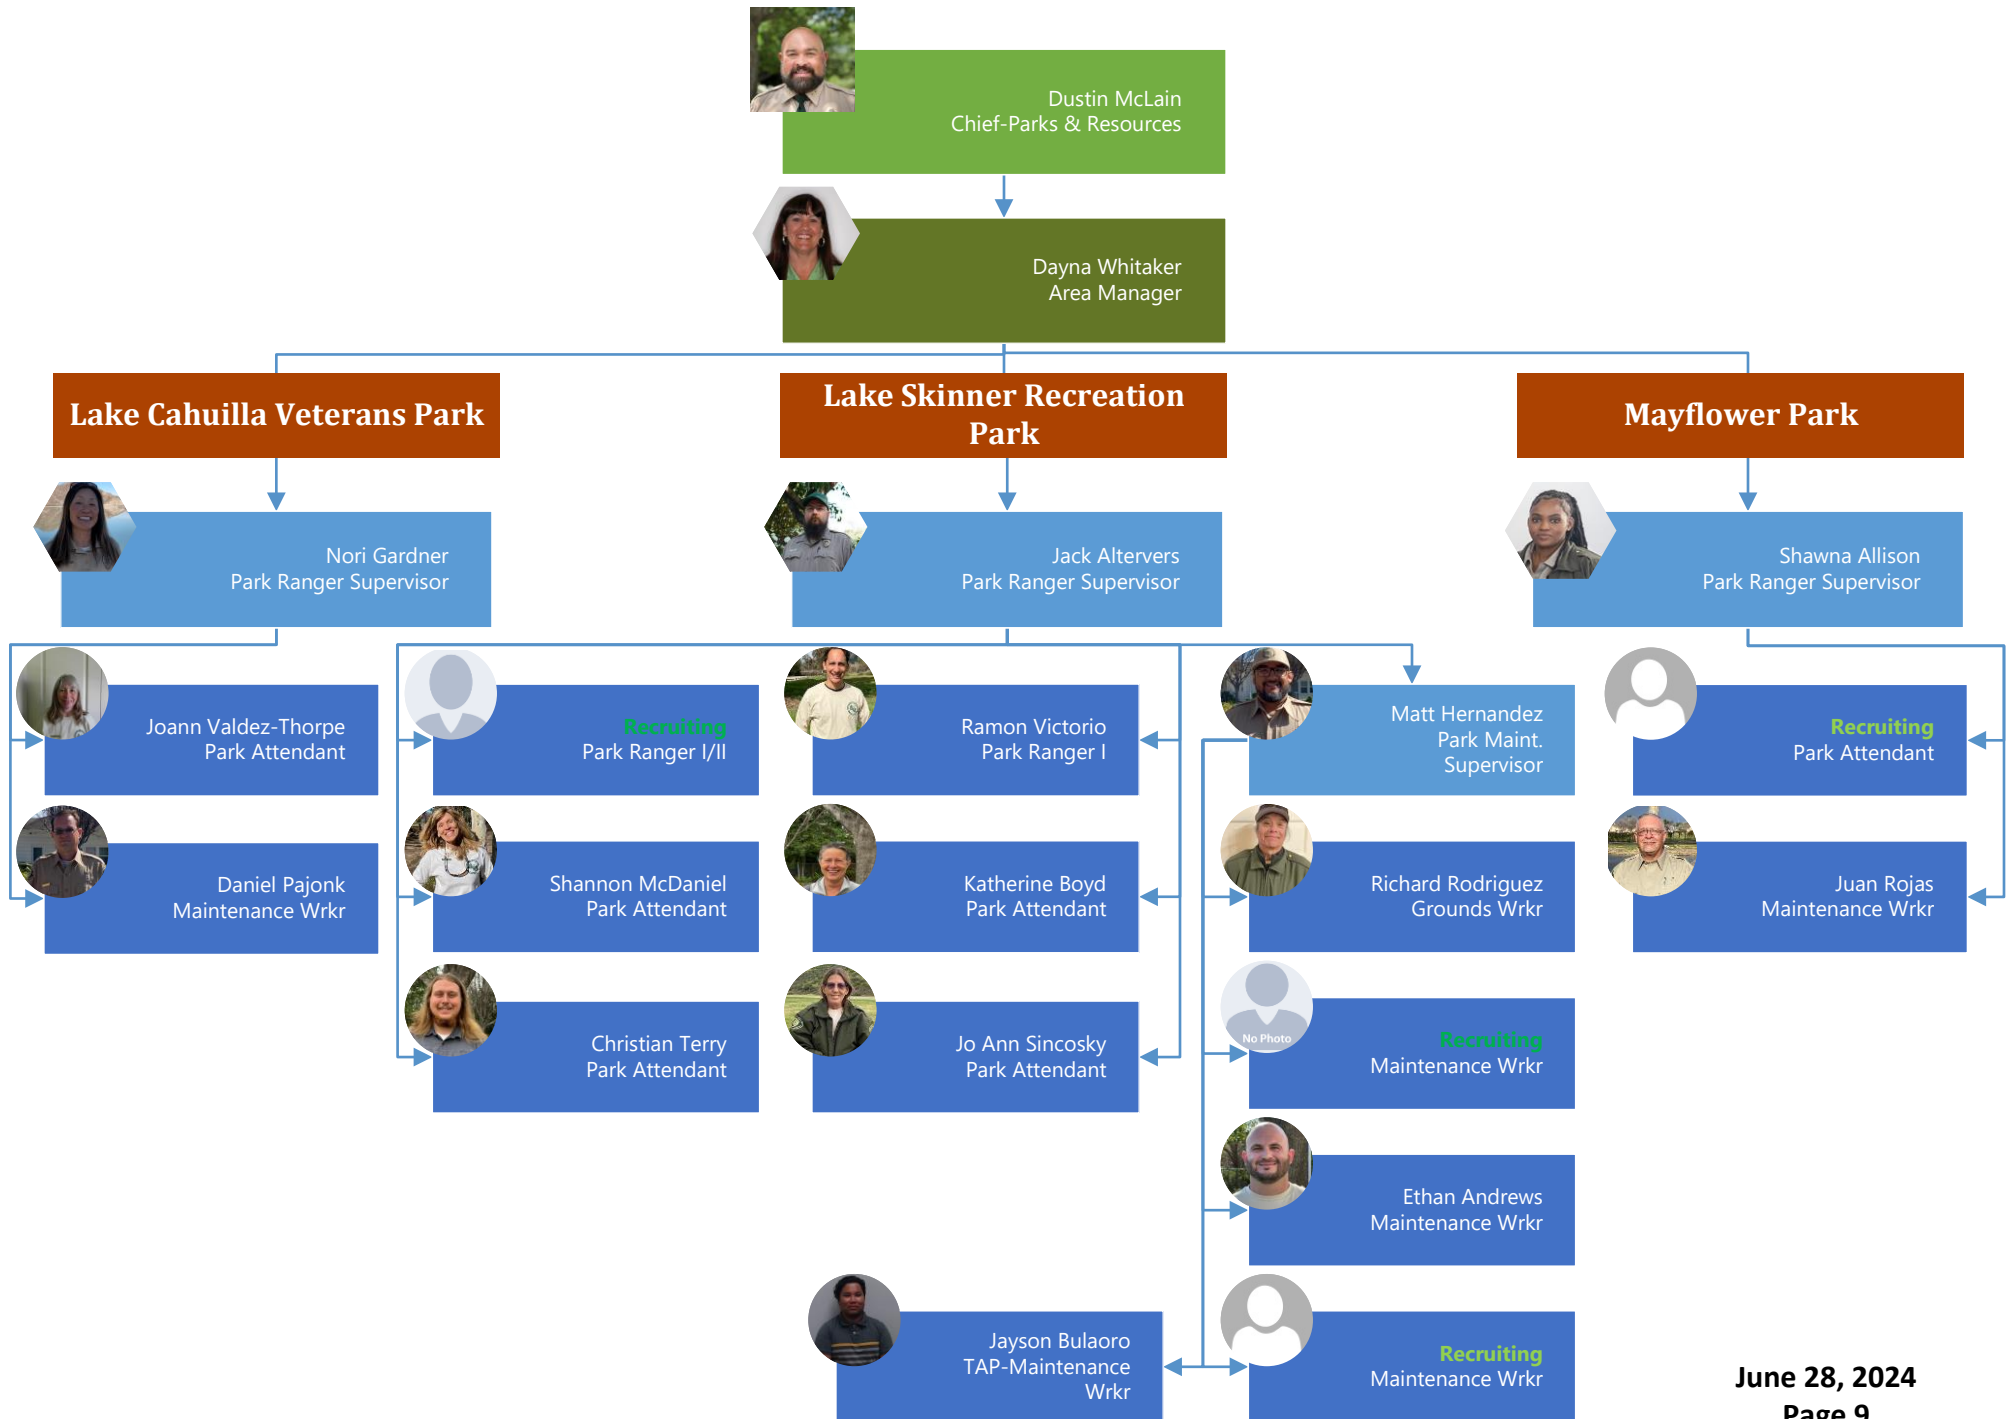 Dustin McLain
Chief-Parks & Resources
Dayna Whitaker
Area Manager
Lake Cahuilla Veterans Park
Lake Skinner Recreation
Park
Mayflower Park
Nori Gardner
Park Ranger Supervisor
Jack Altervers
Park Ranger Supervisor
Shawna Allison
Park Ranger Supervisor
Joann Valdez-Thorpe
Park Attendant
Recruiting
Park Ranger I/II
Ramon Victorio
Park Ranger I
Matt Hernandez
Park Maint.
Supervisor
Recruiting
Park Attendant
Daniel Pajonk
Maintenance Wrkr
Shannon McDaniel
Park Attendant
Katherine Boyd
Park Attendant
Richard Rodriguez
Grounds Wrkr
Juan Rojas
Maintenance Wrkr
Christian Terry
Park Attendant
Jo Ann Sincosky
Park Attendant
No Photo
Recruiting
Maintenance Wrkr
Ethan Andrews
Maintenance Wrkr
Jayson Bulaoro
TAP-Maintenance
Wrkr
Recruiting
Maintenance Wrkr
June 28, 2024
Page 9